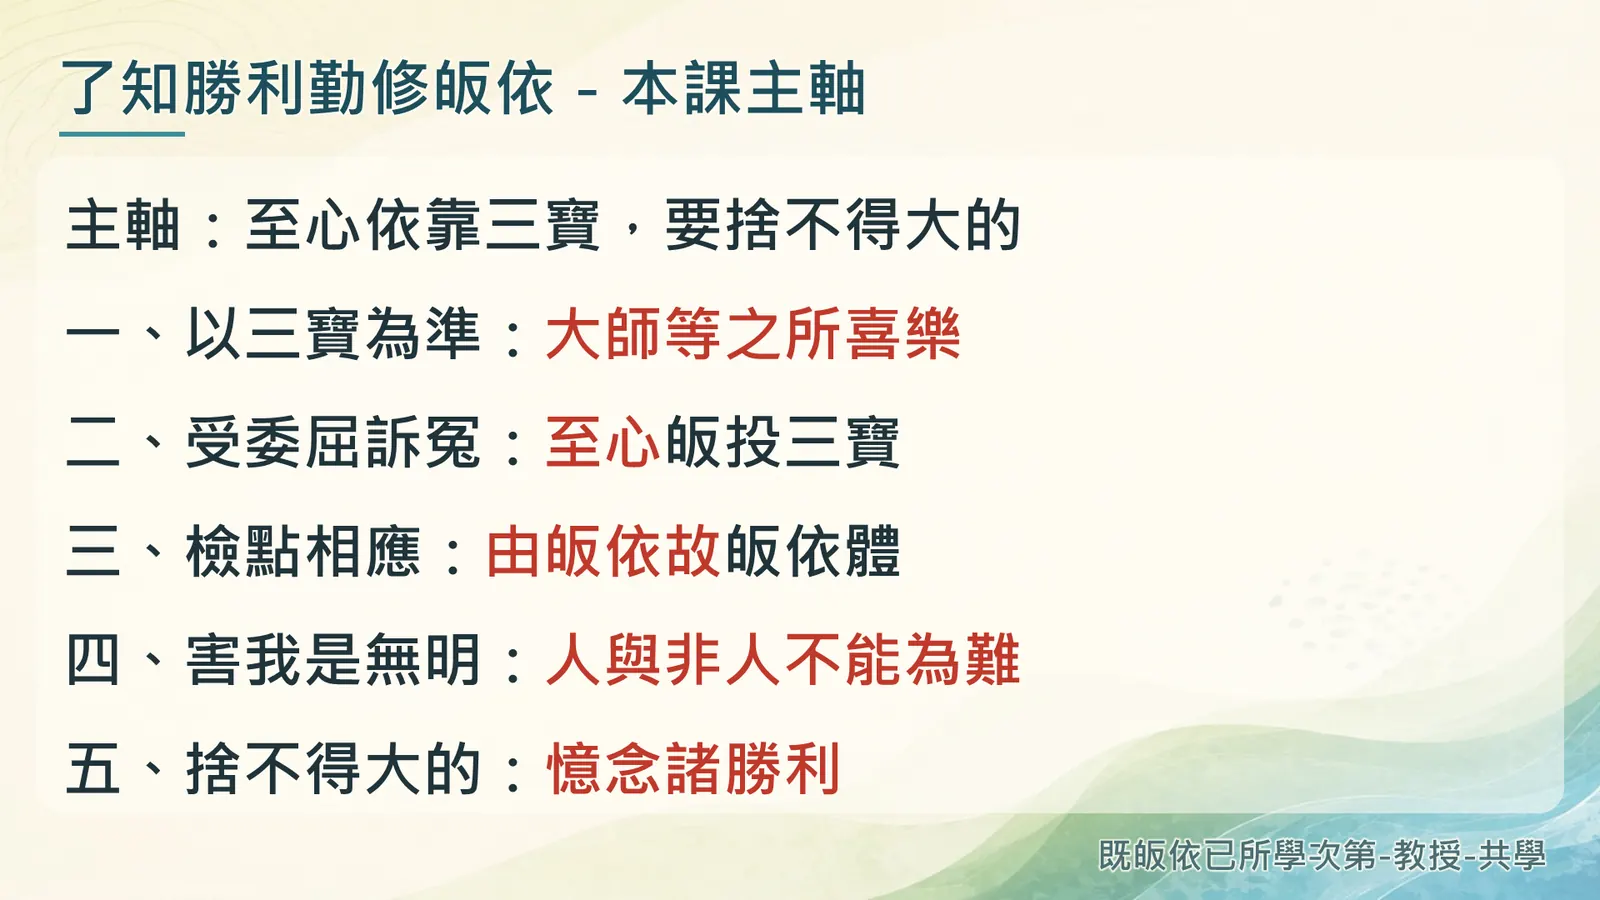 了知勝利勤修皈依 - 本課主軸
主軸：至心依靠三寶，要捨不得大的
一、以三寶為準：大師等之所喜樂
二、受委屈訴冤：至心皈投三寶
三、檢點相應：由皈依故皈依體
四、害我是無明：人與非人不能為難
五、捨不得大的：憶念諸勝利
既皈依已所學次第-教授-共學